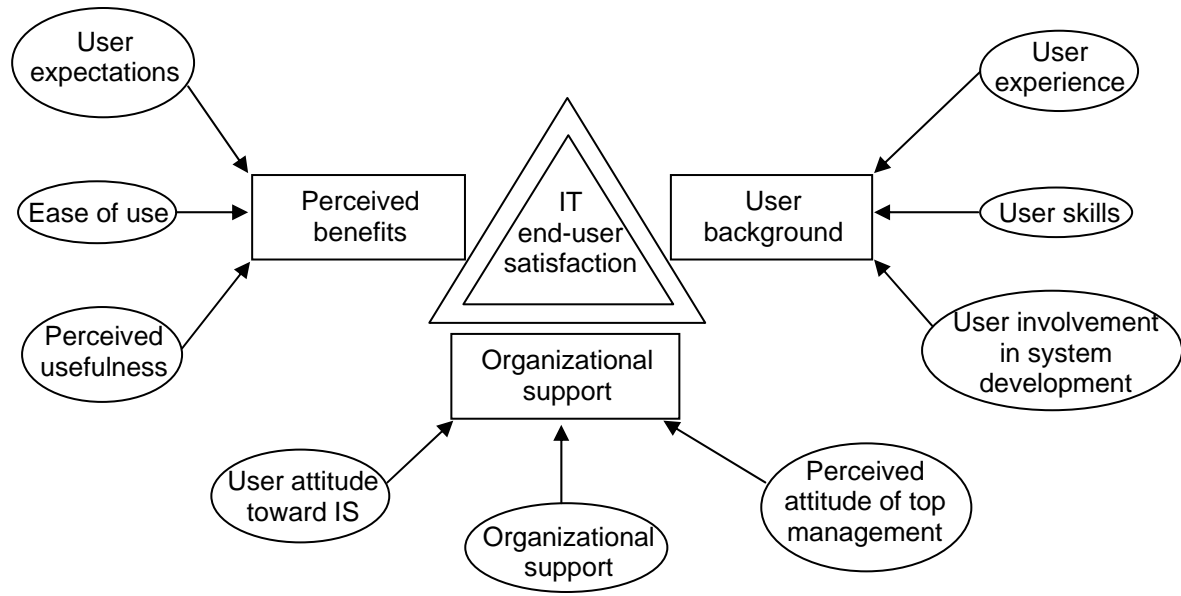 User
expectations
User
experience
Ease of use
Perceived
benefits
IT
end-user
satisfaction
User
background
User skills
Perceived
usefulness
User involvement
in system
development
Organizational
support
User attitude
toward IS
Organizational
support
Perceived
attitude of top
management